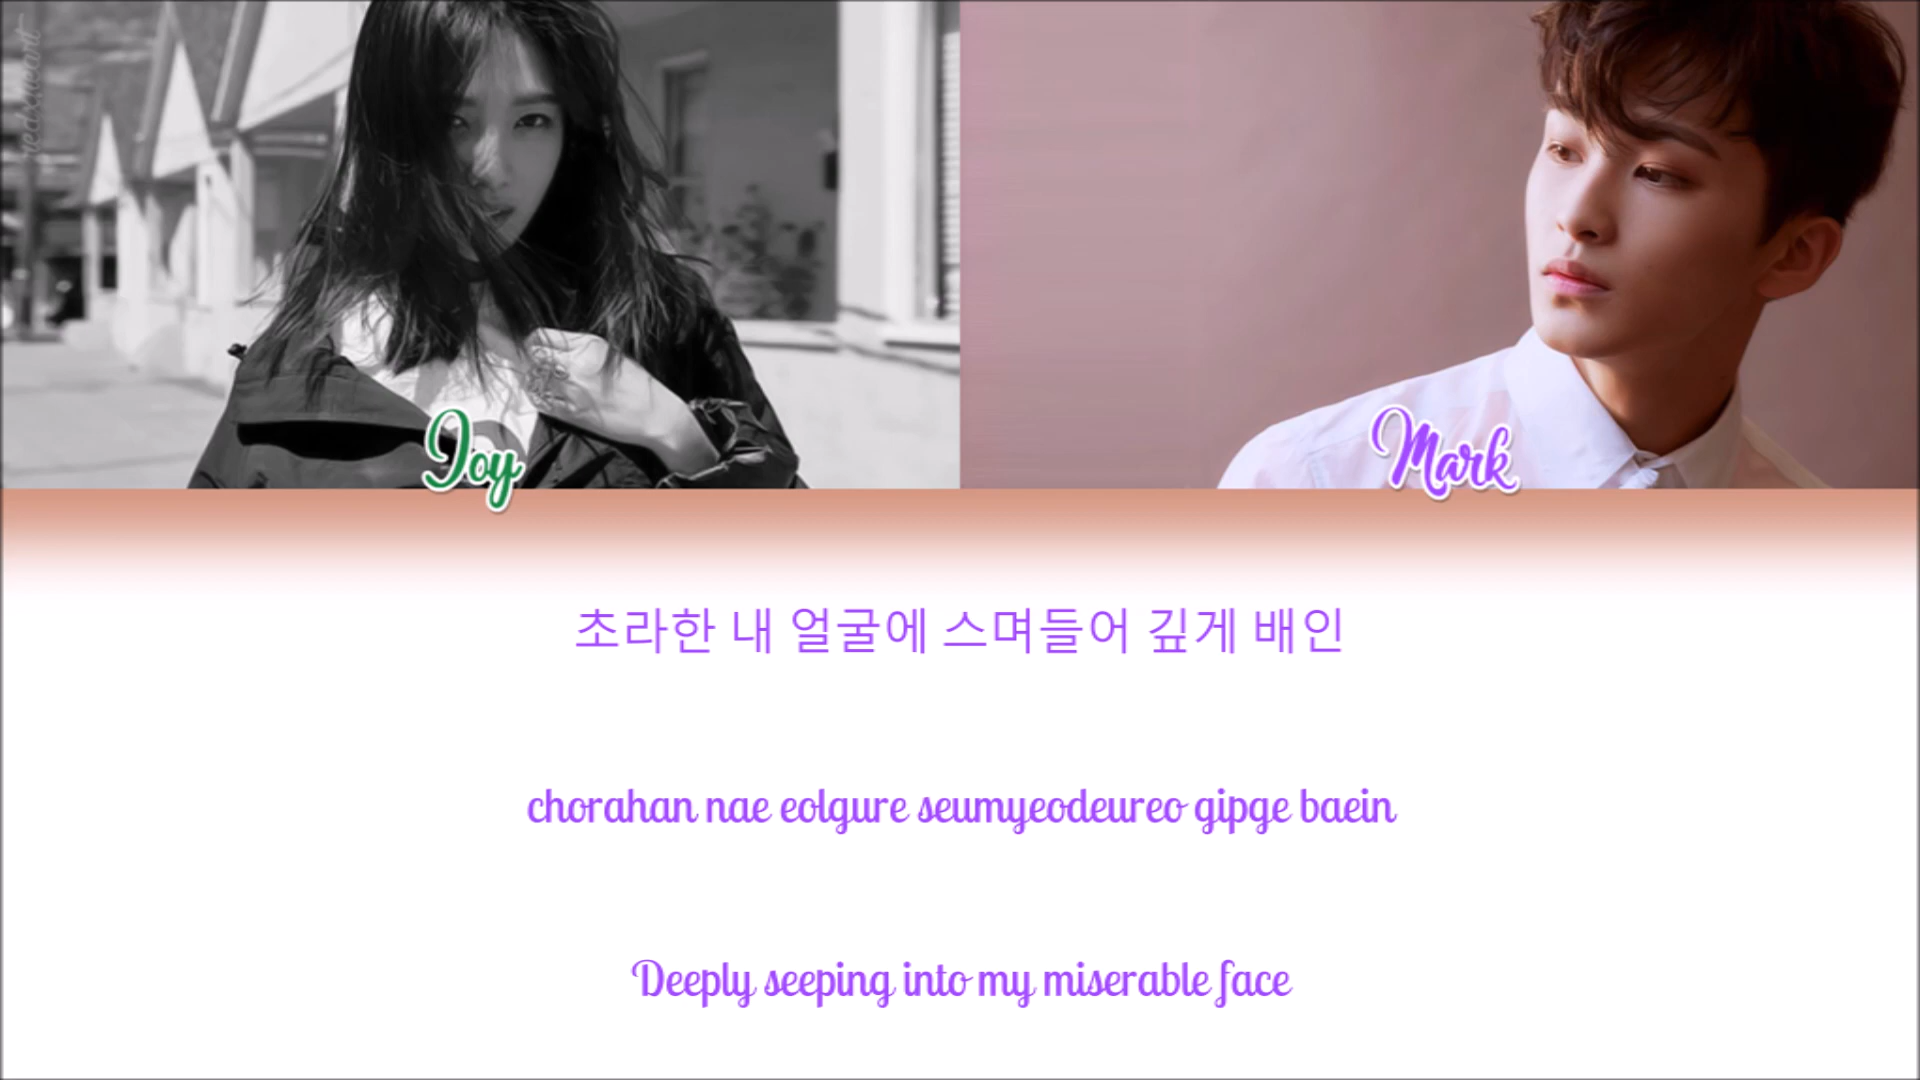 redxheart
Joy
Mark
초라한 내 얼굴에 스며들어 깊게 배인
chorahan nae eolgure seumyeodeureo gipge baein
Deeply seeping into my miserable face